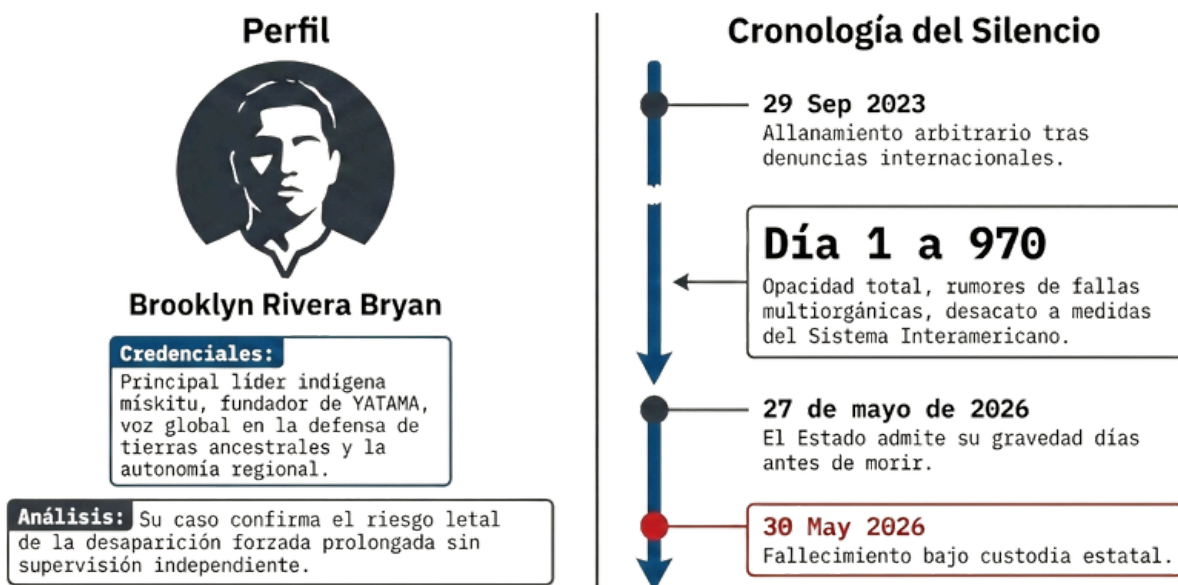 Perfil
Brooklyn Rivera Bryan
Credenciales:
Principal líder indígena
mískitu, fundador de YATAMA,
voz global en la defensa de
tierras ancestrales y la
autonomía regional.
Análisis: Su caso confirma el riesgo letal
de la desaparición forzada prolongada sin
supervisión independiente.
Cronología del Silencio
29 Sep 2023
Allanamiento arbitrario tras
denuncias internacionales.
Día 1 a 970
Opacidad total, rumores de fallas
multiorgánicas, desacato a medidas
del Sistema Interamericano.
27 de mayo de 2026
El Estado admite su gravedad días
antes de morir.
30 May 2026
Fallecimiento bajo custodia estatal.